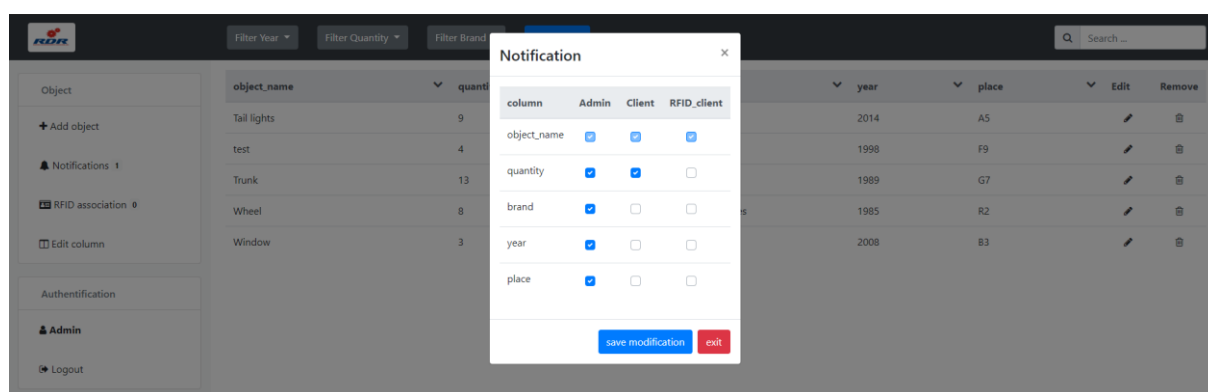 RDR
Filter Year Filter Quantity Filter Brand
Search ...
Notification ×
column Admin Client RFID_client
object_name
quantity
brand
year
place
save modification exit
Object
+ Add object
Notifications 1
RFID association 0
Edit column
Authentification
Admin
Logout
object_name quanti year place Edit Remove
Tail lights 9 2014 A5
test 4 1998 F9
Trunk 13 1989 G7
Wheel 8 1985 R2
Window 3 2008 B3